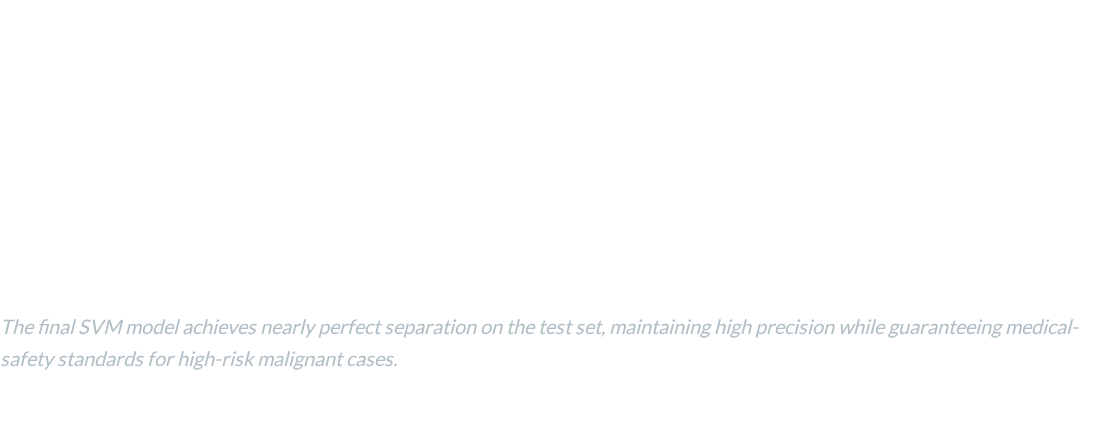 The final SVM model achieves nearly perfect separation on the test set, maintaining high precision while guaranteeing medical-
safety standards for high-risk malignant cases.